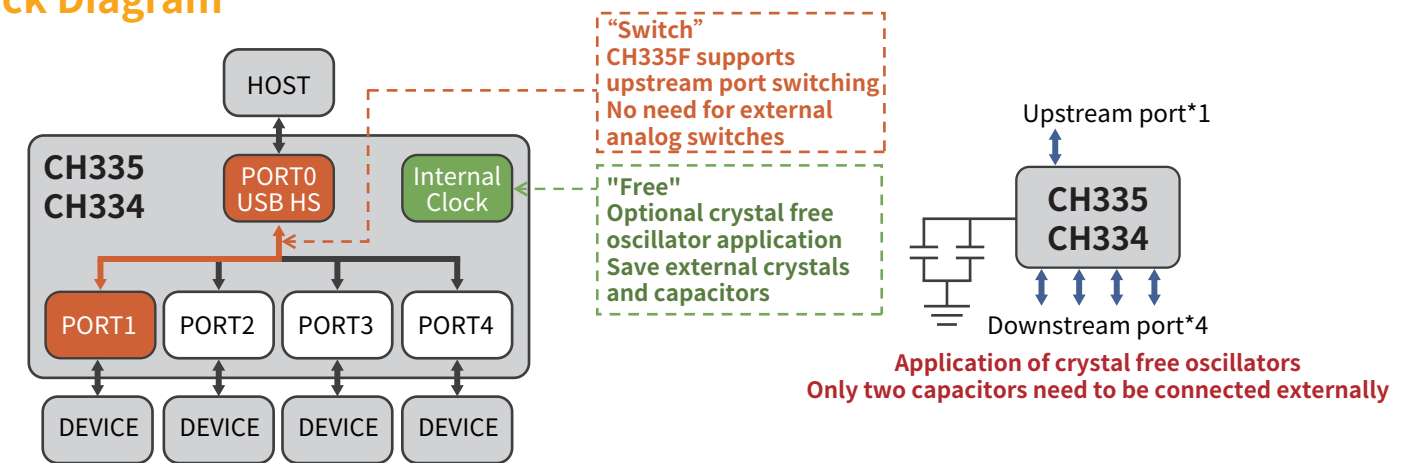 ck Diagram
HOST
CH335
CH334
PORT0
USB HS
Internal
Clock
PORT1
PORT2
PORT3
PORT4
DEVICE
DEVICE
DEVICE
DEVICE
“Switch”
CH335F supports
upstream port switching
No need for external
analog switches
"Free"
Optional crystal free
oscillator application
Save external crystals
and capacitors
Upstream port*1
CH335
CH334
Downstream port*4
Application of crystal free oscillators
Only two capacitors need to be connected externally